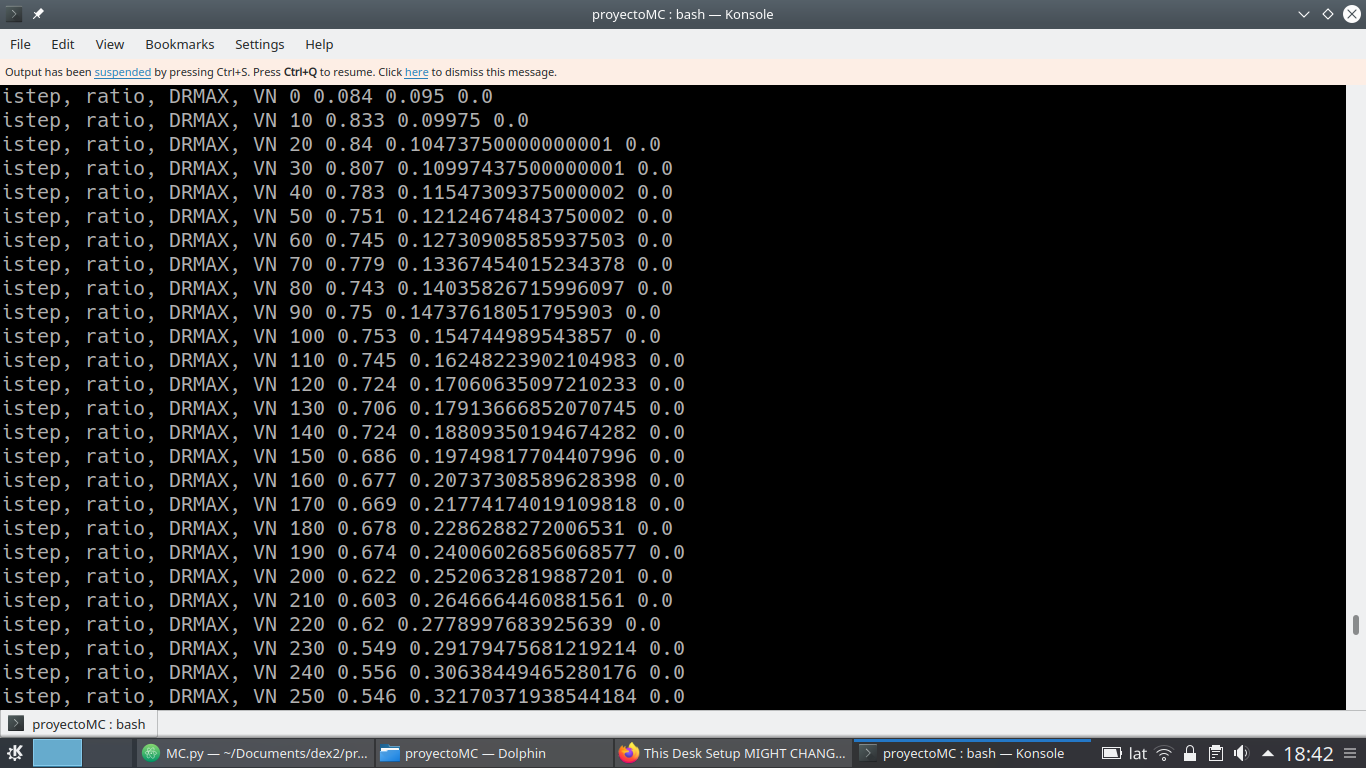 proyectoMC : bash — Konsole
File Edit View Bookmarks Settings Help
Output has been suspended by pressing Ctrl+S. Press Ctrl+Q to resume. Click here to dismiss this message.
istep, ratio, DRMAX, VN 0 0.084 0.095 0.0
istep, ratio, DRMAX, VN 10 0.833 0.09975 0.0
istep, ratio, DRMAX, VN 20 0.84 0.10473750000000001 0.0
istep, ratio, DRMAX, VN 30 0.807 0.10997437500000001 0.0
istep, ratio, DRMAX, VN 40 0.783 0.11547309375000002 0.0
istep, ratio, DRMAX, VN 50 0.751 0.12124674843750002 0.0
istep, ratio, DRMAX, VN 60 0.745 0.12730908585937503 0.0
istep, ratio, DRMAX, VN 70 0.779 0.13367454015234378 0.0
istep, ratio, DRMAX, VN 80 0.743 0.14035826715996097 0.0
istep, ratio, DRMAX, VN 90 0.75 0.14737618051795903 0.0
istep, ratio, DRMAX, VN 100 0.753 0.154744989543857 0.0
istep, ratio, DRMAX, VN 110 0.745 0.16248223902104983 0.0
istep, ratio, DRMAX, VN 120 0.724 0.17060635097210233 0.0
istep, ratio, DRMAX, VN 130 0.706 0.17913666852070745 0.0
istep, ratio, DRMAX, VN 140 0.724 0.18809350194674282 0.0
istep, ratio, DRMAX, VN 150 0.686 0.19749817704407996 0.0
istep, ratio, DRMAX, VN 160 0.677 0.20737308589628398 0.0
istep, ratio, DRMAX, VN 170 0.669 0.21774174019109818 0.0
istep, ratio, DRMAX, VN 180 0.678 0.2286288272006531 0.0
istep, ratio, DRMAX, VN 190 0.674 0.24006026856068577 0.0
istep, ratio, DRMAX, VN 200 0.622 0.2520632819887201 0.0
istep, ratio, DRMAX, VN 210 0.603 0.2646664460881561 0.0
istep, ratio, DRMAX, VN 220 0.62 0.2778997683925639 0.0
istep, ratio, DRMAX, VN 230 0.549 0.29179475681219214 0.0
istep, ratio, DRMAX, VN 240 0.556 0.30638449465280176 0.0
istep, ratio, DRMAX, VN 250 0.546 0.32170371938544184 0.0
proyectoMC : bash
MC.py — ~/Documents/dex2/pr... proyectoMC — Dolphin This Desk Setup MIGHT CHANG... proyectoMC : bash — Konsole lat 18:42